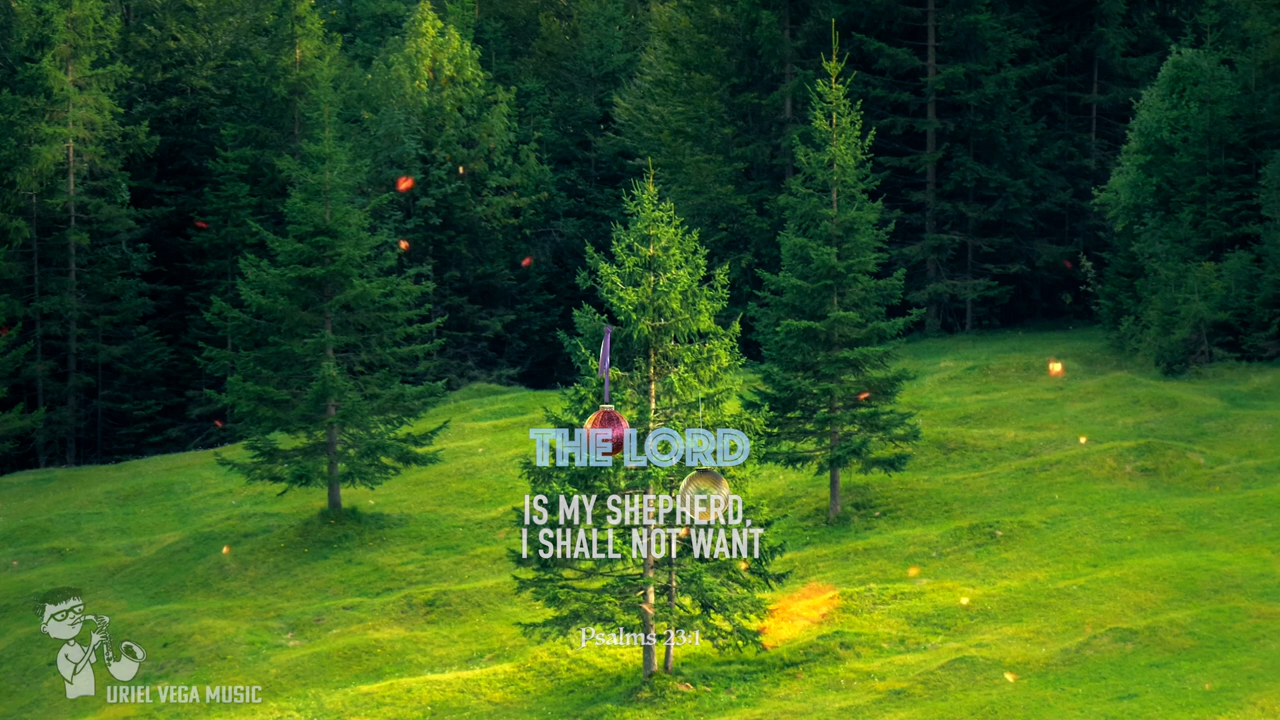 THE LORD
IS MY SHEPHERD,
I SHALL NOT WANT
Psalms 23:1
URIEL VEGA MUSIC